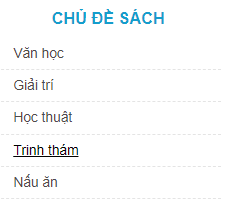 CHỦ ĐỀ SÁCH
Văn học
Giải trí
Học thuật
Trinh thám
Nấu ăn